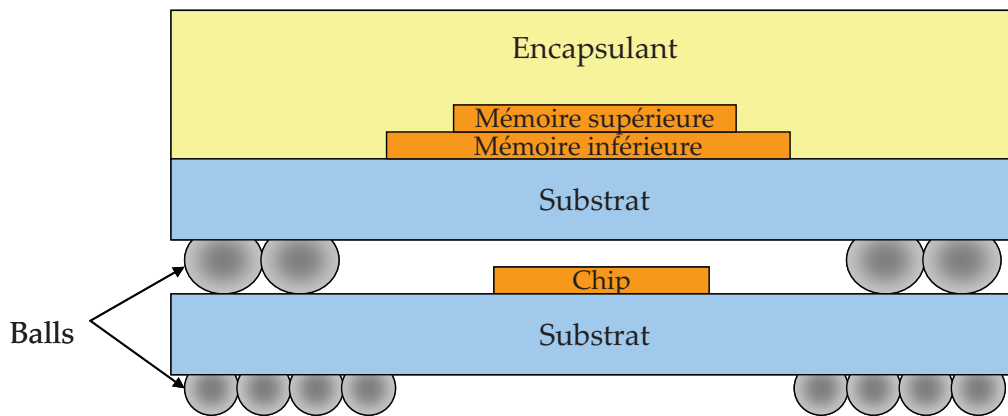 Encapsulant
Mémoire supérieure
Mémoire inférieure
Substrat
Chip
Balls
Substrat